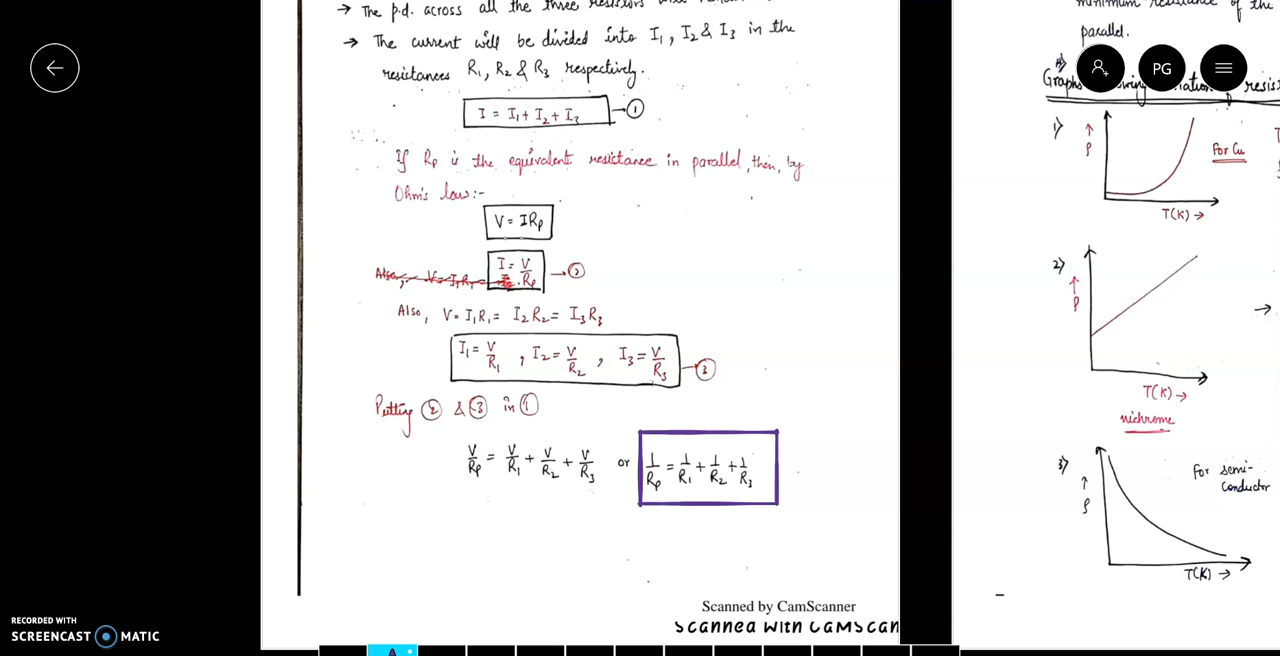 → The p.d. across all the three
→ The current will be divided into I₁, I₂ & I₃ in the
resistances R₁, R₂ & R₃ respectively.
I = I₁ + I₂ + I₃ → ①
If Rp is the equivalent resistance in parallel, then, by
Ohm's law:-
V = IRp
I = V/Rp → ②
Also, V = I₁R₁ = I₂R₂ = I₃R₃
I₁ = V/R₁ , I₂ = V/R₂ , I₃ = V/R₃ → ③
Putting ② & ③ in ①
V/Rp = V/R₁ + V/R₂ + V/R₃ or 1/Rp = 1/R₁ + 1/R₂ + 1/R₃
Scanned by CamScanner
Scanned with CamScan
minimum resistance of the
parallel.
PG
1)
↑
ρ
For Cu
T(K) →
2)
↑
ρ
→
T(K) →
nichrome
3)
↑
ρ
For semi-
conductor
T(K) →
RECORDED WITH
SCREENCAST MATIC